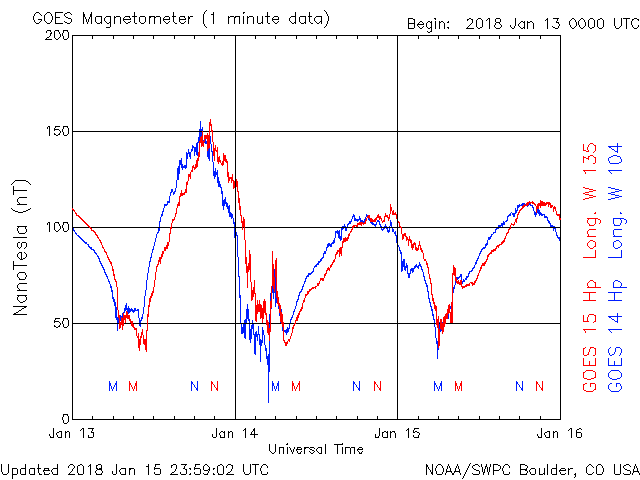 GOES Magnetometer (1 minute data)
Begin: 2018 Jan 13 0000 UTC
200
150
100
50
0
NanoTesla (nT)
M M N N M M N N M M N N
Jan 13 Jan 14 Jan 15 Jan 16
Universal Time
GOES 15 Hp Long. W 135
GOES 14 Hp Long. W 104
Updated 2018 Jan 15 23:59:02 UTC
NOAA/SWPC Boulder, CO USA